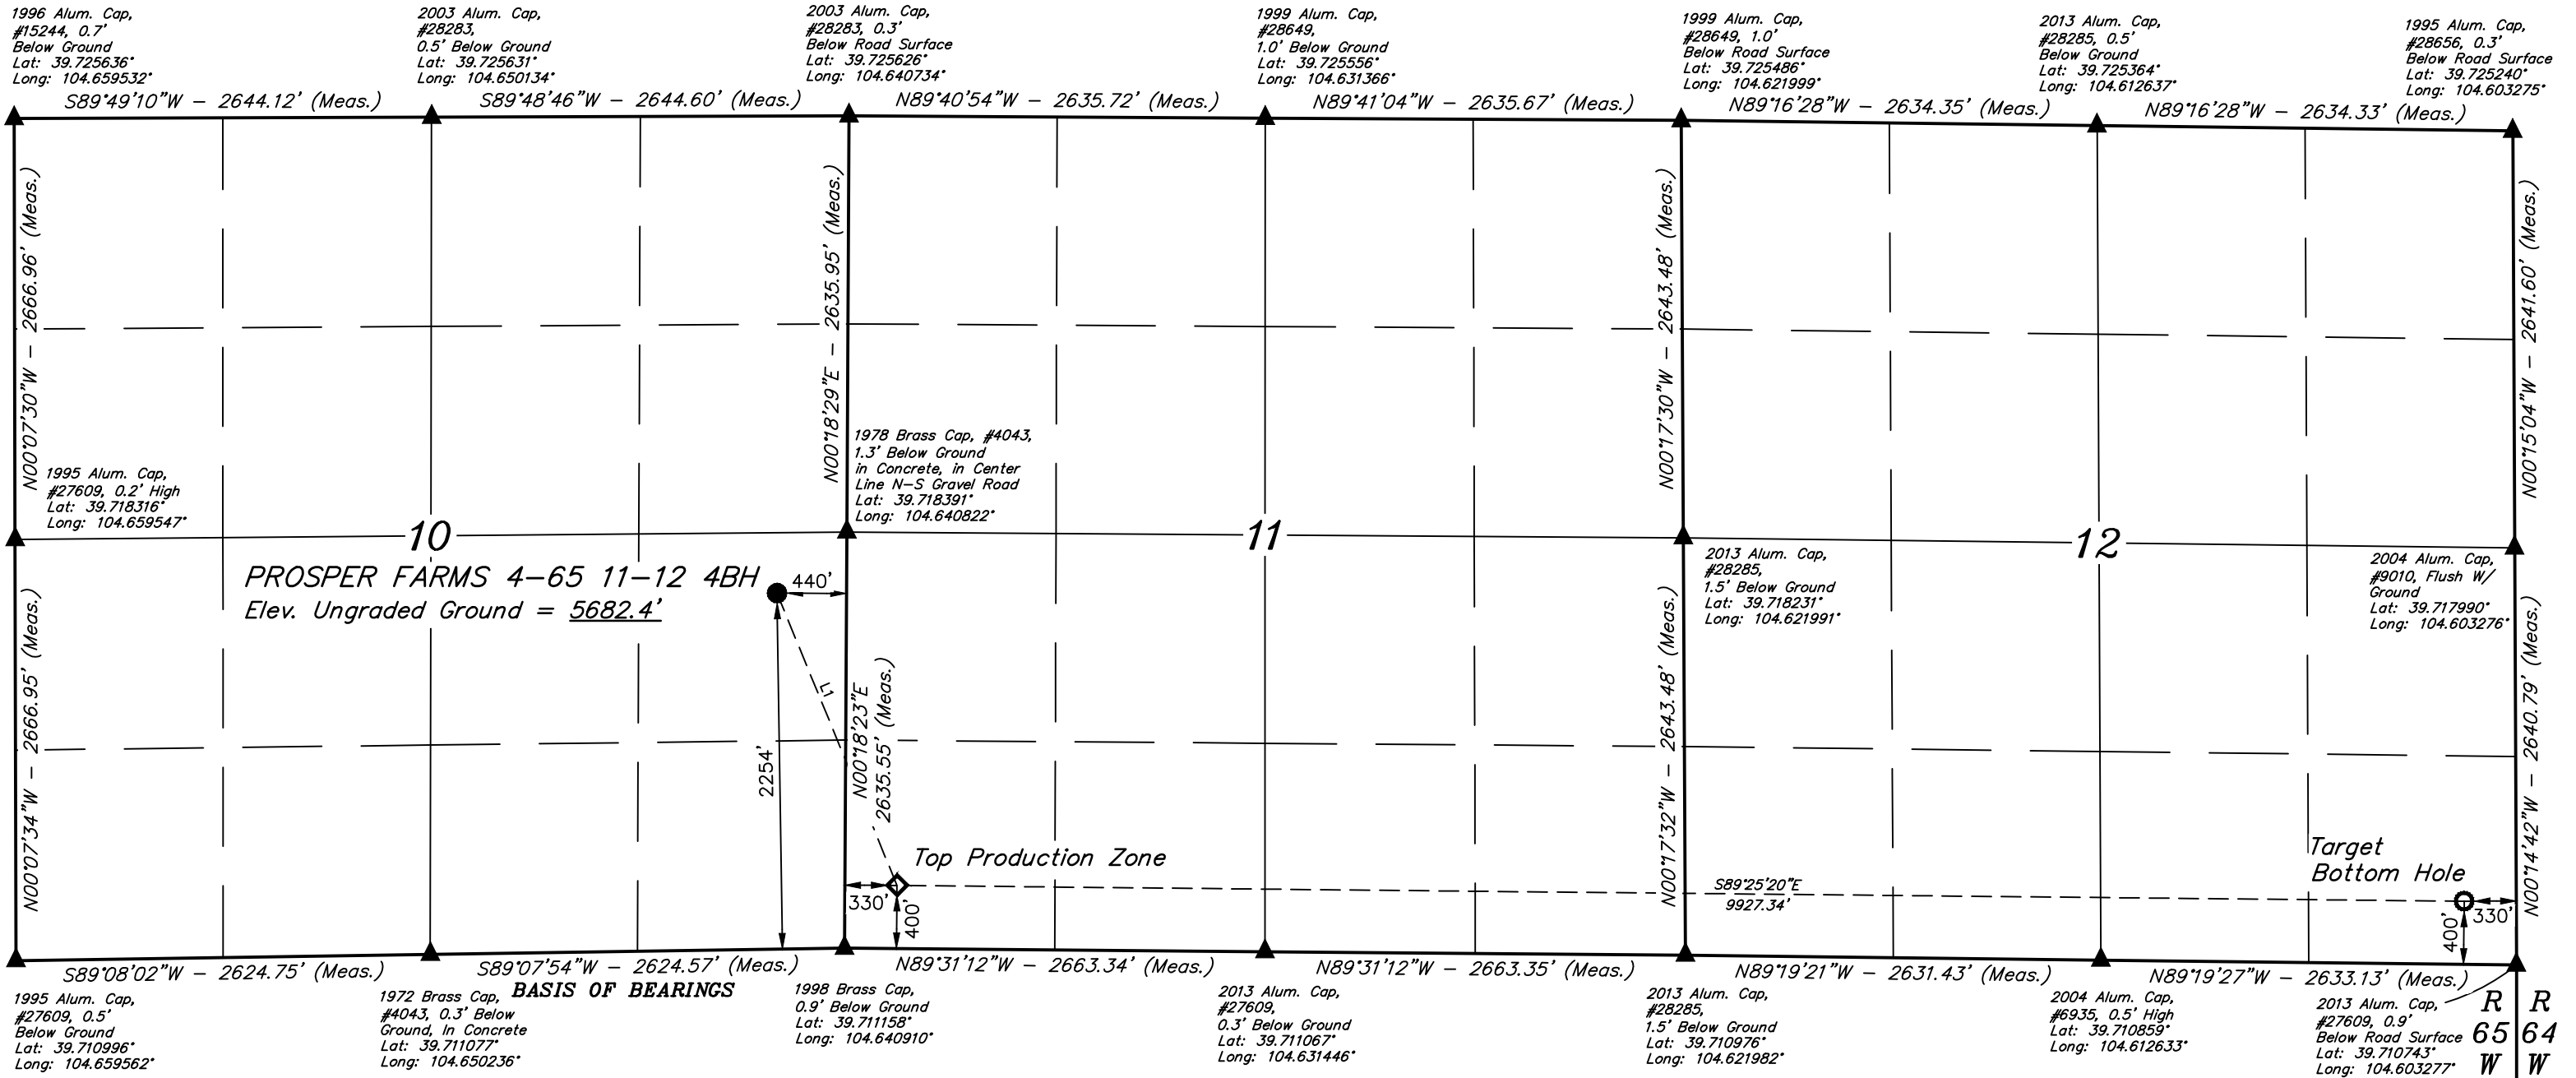 1996 Alum. Cap,
#15244, 0.7'
Below Ground
Lat: 39.725636°
Long: 104.659532°
2003 Alum. Cap,
#28283,
0.5' Below Ground
Lat: 39.725631°
Long: 104.650134°
2003 Alum. Cap,
#28283, 0.3'
Below Road Surface
Lat: 39.725626°
Long: 104.640734°
1999 Alum. Cap,
#28649,
1.0' Below Ground
Lat: 39.725556°
Long: 104.631366°
1999 Alum. Cap,
#28649, 1.0'
Below Road Surface
Lat: 39.725486°
Long: 104.621999°
2013 Alum. Cap,
#28285, 0.5'
Below Ground
Lat: 39.725364°
Long: 104.612637°
1995 Alum. Cap,
#28656, 0.3'
Below Road Surface
Lat: 39.725240°
Long: 104.603275°
S89°49'10"W - 2644.12' (Meas.)
S89°48'46"W - 2644.60' (Meas.)
N89°40'54"W - 2635.72' (Meas.)
N89°41'04"W - 2635.67' (Meas.)
N89°16'28"W - 2634.35' (Meas.)
N89°16'28"W - 2634.33' (Meas.)
N00°07'30"W - 2666.96' (Meas.)
N00°18'29"E - 2635.95' (Meas.)
N00°17'30"W - 2643.48' (Meas.)
N00°15'04"W - 2641.60' (Meas.)
1995 Alum. Cap,
#27609, 0.2' High
Lat: 39.718316°
Long: 104.659547°
1978 Brass Cap, #4043,
1.3' Below Ground
in Concrete, in Center
Line N-S Gravel Road
Lat: 39.718391°
Long: 104.640822°
10
11
12
2013 Alum. Cap,
#28285,
1.5' Below Ground
Lat: 39.718231°
Long: 104.621991°
2004 Alum. Cap,
#9010, Flush W/
Ground
Lat: 39.717990°
Long: 104.603276°
PROSPER FARMS 4-65 11-12 4BH
Elev. Ungraded Ground = 5682.4'
440'
L1
2254'
N00°07'34"W - 2666.95' (Meas.)
N00°18'23"E
2635.55' (Meas.)
N00°17'32"W - 2643.48' (Meas.)
N00°14'42"W - 2640.79' (Meas.)
Top Production Zone
330'
400'
S89°25'20"E
9927.34'
Target
Bottom Hole
330'
400'
S89°08'02"W - 2624.75' (Meas.)
S89°07'54"W - 2624.57' (Meas.)
BASIS OF BEARINGS
N89°31'12"W - 2663.34' (Meas.)
N89°31'12"W - 2663.35' (Meas.)
N89°19'21"W - 2631.43' (Meas.)
N89°19'27"W - 2633.13' (Meas.)
1995 Alum. Cap,
#27609, 0.5'
Below Ground
Lat: 39.710996°
Long: 104.659562°
1972 Brass Cap,
#4043, 0.3' Below
Ground, In Concrete
Lat: 39.711077°
Long: 104.650236°
1998 Brass Cap,
0.9' Below Ground
Lat: 39.711158°
Long: 104.640910°
2013 Alum. Cap,
#27609,
0.3' Below Ground
Lat: 39.711067°
Long: 104.631446°
2013 Alum. Cap,
#28285,
1.5' Below Ground
Lat: 39.710976°
Long: 104.621982°
2004 Alum. Cap,
#6935, 0.5' High
Lat: 39.710859°
Long: 104.612633°
2013 Alum. Cap,
#27609, 0.9'
Below Road Surface
Lat: 39.710743°
Long: 104.603277°
R R
65 64
W W